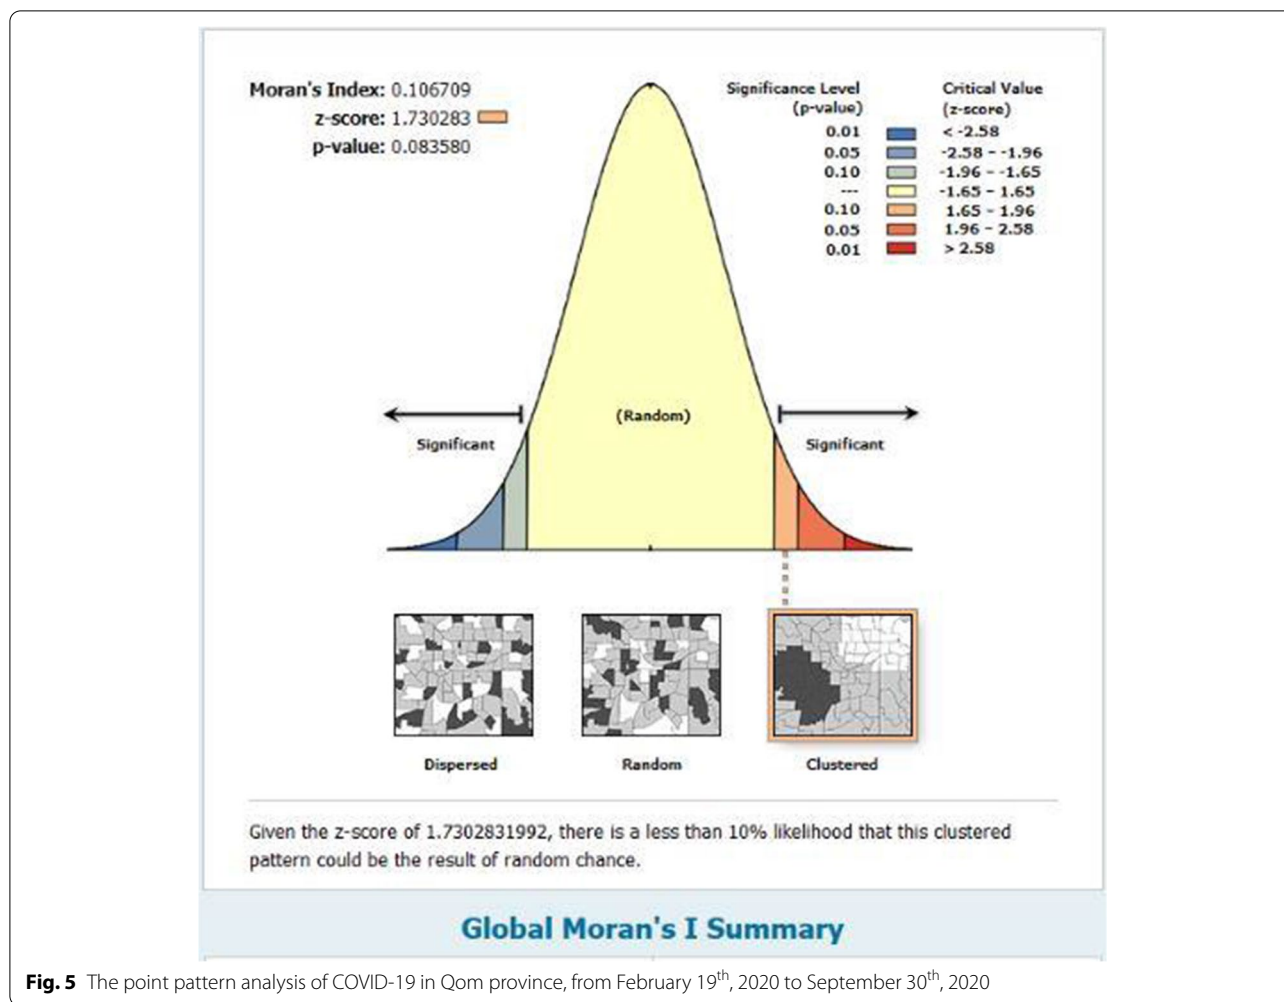 Moran's Index: 0.106709
z-score: 1.730283
p-value: 0.083580
Significance Level
(p-value)
Critical Value
(z-score)
0.01 < -2.58
0.05 -2.58 - -1.96
0.10 -1.96 - -1.65
--- -1.65 - 1.65
0.10 1.65 - 1.96
0.05 1.96 - 2.58
0.01 > 2.58
(Random)
Significant
Significant
Dispersed
Random
Clustered
Given the z-score of 1.7302831992, there is a less than 10% likelihood that this clustered
pattern could be the result of random chance.
Global Moran's I Summary
Fig. 5 The point pattern analysis of COVID-19 in Qom province, from February 19th, 2020 to September 30th, 2020